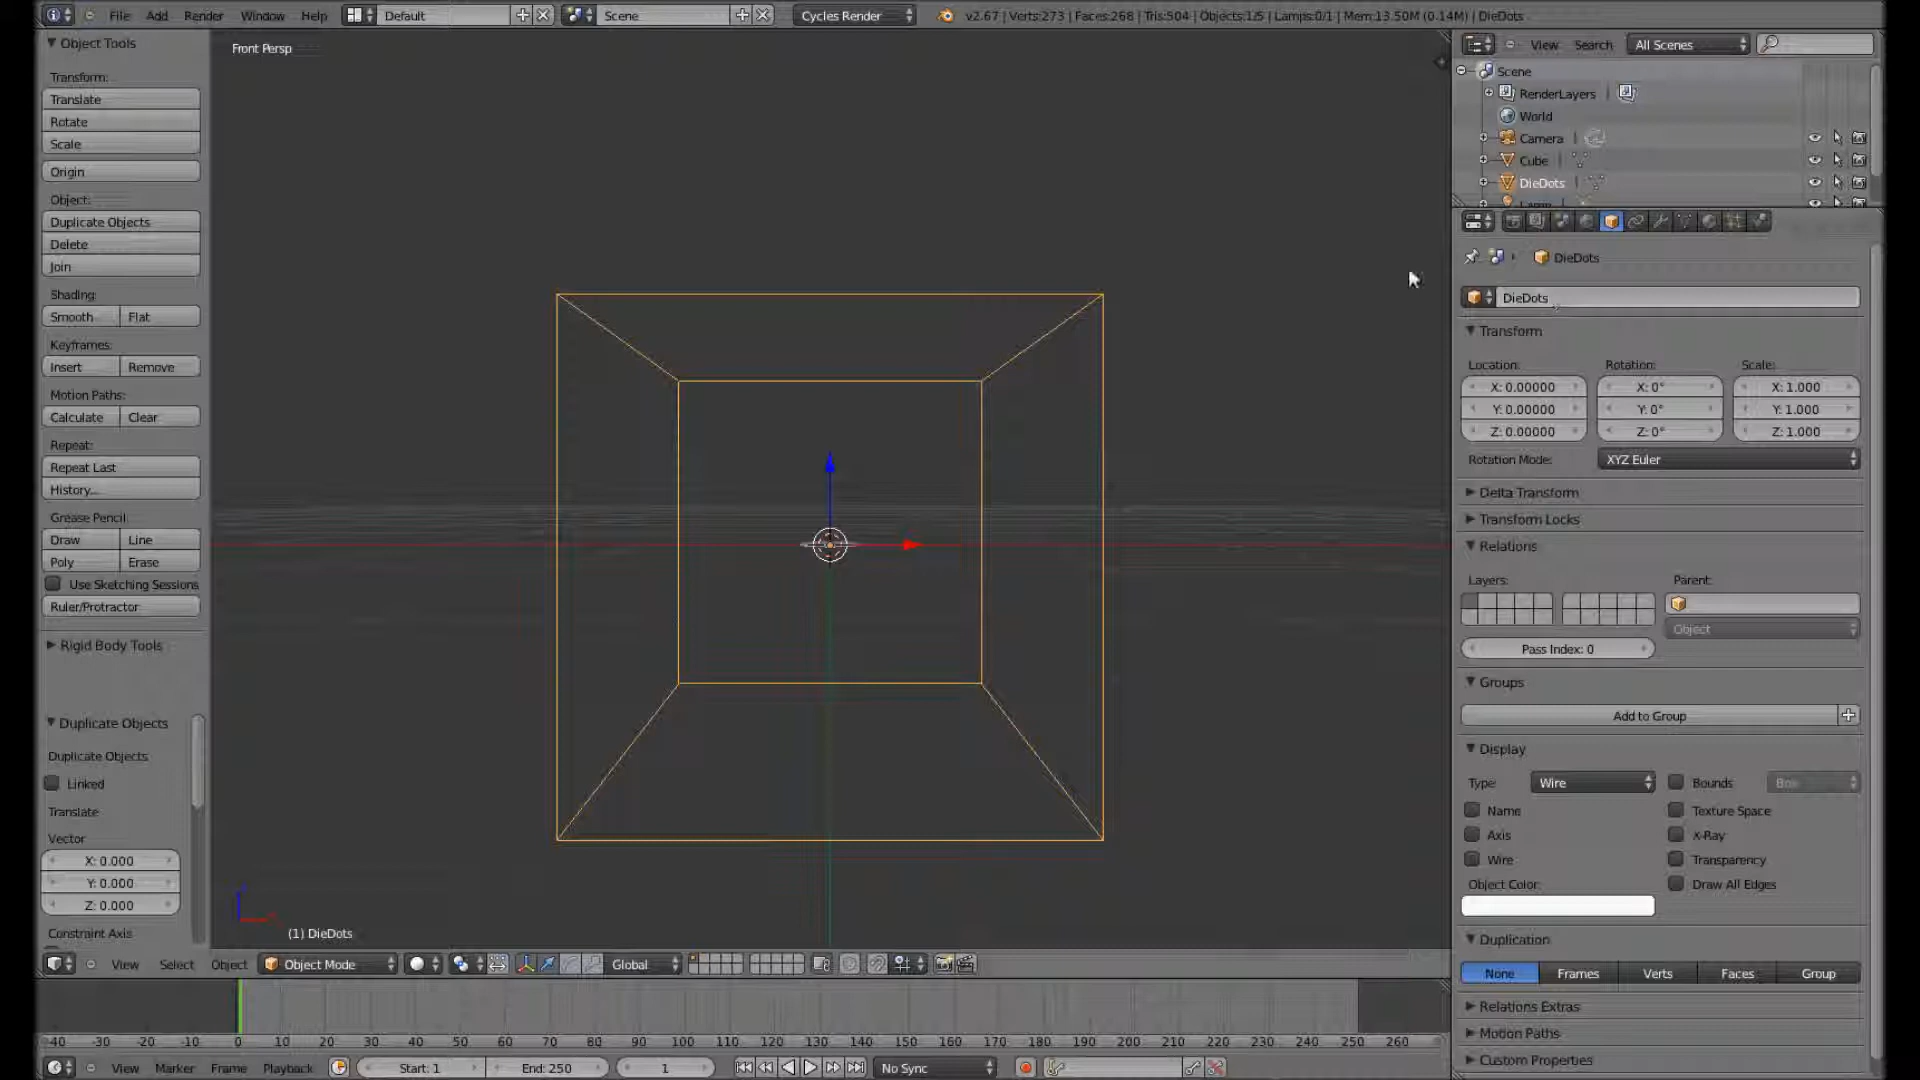 File Add Render Window Help Default Scene Cycles Render v2.67 | Verts:273 | Faces:268 | Tris:504 | Objects:1/5 | Lamps:0/1 | Mem:13.50M (0.14M) | DieDots
Object Tools
Transform:
Translate
Rotate
Scale
Origin
Object:
Duplicate Objects
Delete
Join
Shading:
Smooth Flat
Keyframes:
Insert Remove
Motion Paths:
Calculate Clear
Repeat:
Repeat Last
History...
Grease Pencil:
Draw Line
Poly Erase
Use Sketching Sessions
Ruler/Protractor
Rigid Body Tools
Duplicate Objects
Duplicate Objects
Linked
Translate
Vector
X: 0.000
Y: 0.000
Z: 0.000
Constraint Axis
Front Persp
(1) DieDots
View Select Object Object Mode Global
-40 -30 -20 -10 0 10 20 30 40 50 60 70 80 90 100 110 120 130 140 150 160 170 180 190 200 210 220 230 240 250 260
View Marker Frame Playback Start: 1 End: 250 1 No Sync
View Search All Scenes
Scene
RenderLayers
World
Camera
Cube
DieDots
Lamp
DieDots
DieDots
Transform
Location: Rotation: Scale:
X: 0.00000 X: 0° X: 1.000
Y: 0.00000 Y: 0° Y: 1.000
Z: 0.00000 Z: 0° Z: 1.000
Rotation Mode: XYZ Euler
Delta Transform
Transform Locks
Relations
Layers: Parent:
Object
Pass Index: 0
Groups
Add to Group
Display
Type: Wire Bounds Box
Name Texture Space
Axis X-Ray
Wire Transparency
Object Color: Draw All Edges
Duplication
None Frames Verts Faces Group
Relations Extras
Motion Paths
Custom Properties